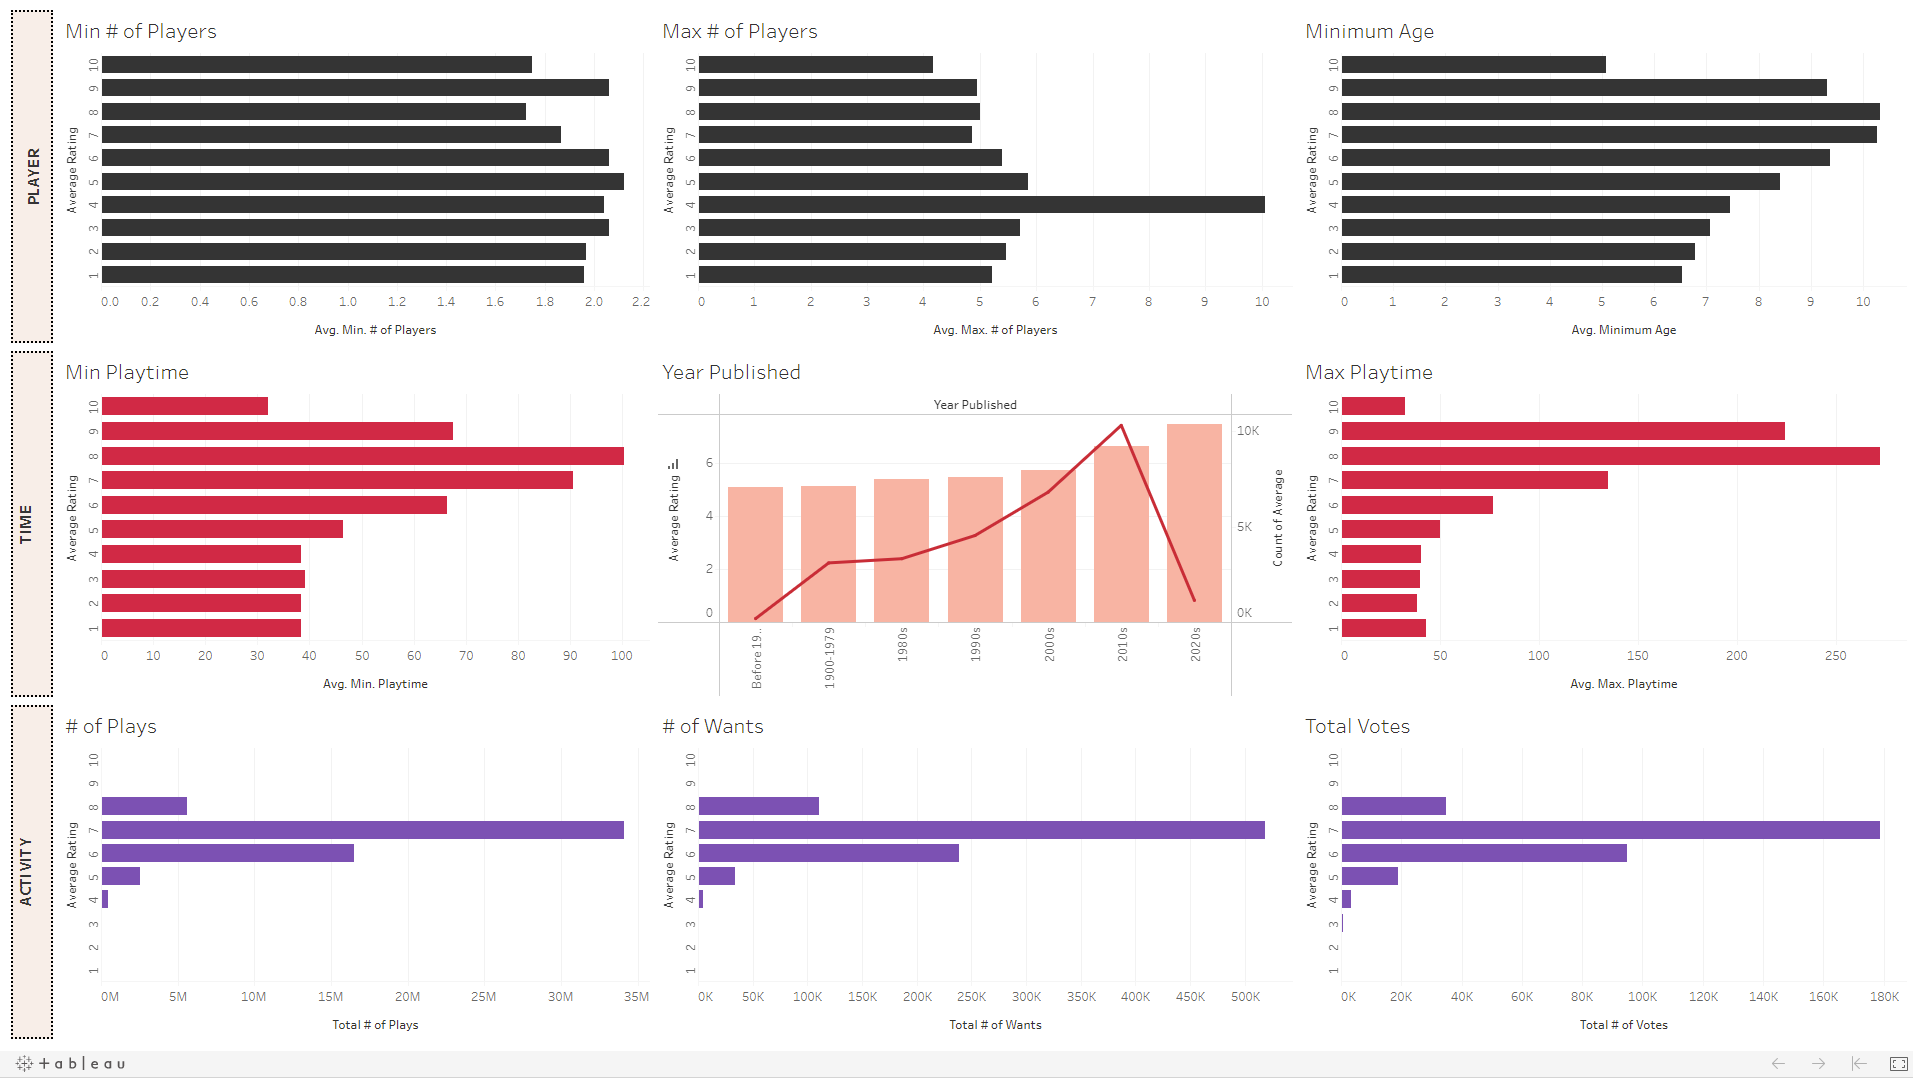 PLAYER
Min # of Players
Average Rating
10
9
8
7
6
5
4
3
2
1
0.0 0.2 0.4 0.6 0.8 1.0 1.2 1.4 1.6 1.8 2.0 2.2
Avg. Min. # of Players
Max # of Players
Average Rating
10
9
8
7
6
5
4
3
2
1
0 1 2 3 4 5 6 7 8 9 10
Avg. Max. # of Players
Minimum Age
Average Rating
10
9
8
7
6
5
4
3
2
1
0 1 2 3 4 5 6 7 8 9 10
Avg. Minimum Age
TIME
Min Playtime
Average Rating
10
9
8
7
6
5
4
3
2
1
0 10 20 30 40 50 60 70 80 90 100
Avg. Min. Playtime
Year Published
Year Published
Average Rating
6
4
2
0
10K
5K
0K
Count of Average
Before 19..
1900-1979
1980s
1990s
2000s
2010s
2020s
Max Playtime
Average Rating
10
9
8
7
6
5
4
3
2
1
0 50 100 150 200 250
Avg. Max. Playtime
ACTIVITY
# of Plays
Average Rating
10
9
8
7
6
5
4
3
2
1
0M 5M 10M 15M 20M 25M 30M 35M
Total # of Plays
# of Wants
Average Rating
10
9
8
7
6
5
4
3
2
1
0K 50K 100K 150K 200K 250K 300K 350K 400K 450K 500K
Total # of Wants
Total Votes
Average Rating
10
9
8
7
6
5
4
3
2
1
0K 20K 40K 60K 80K 100K 120K 140K 160K 180K
Total # of Votes
+ableau